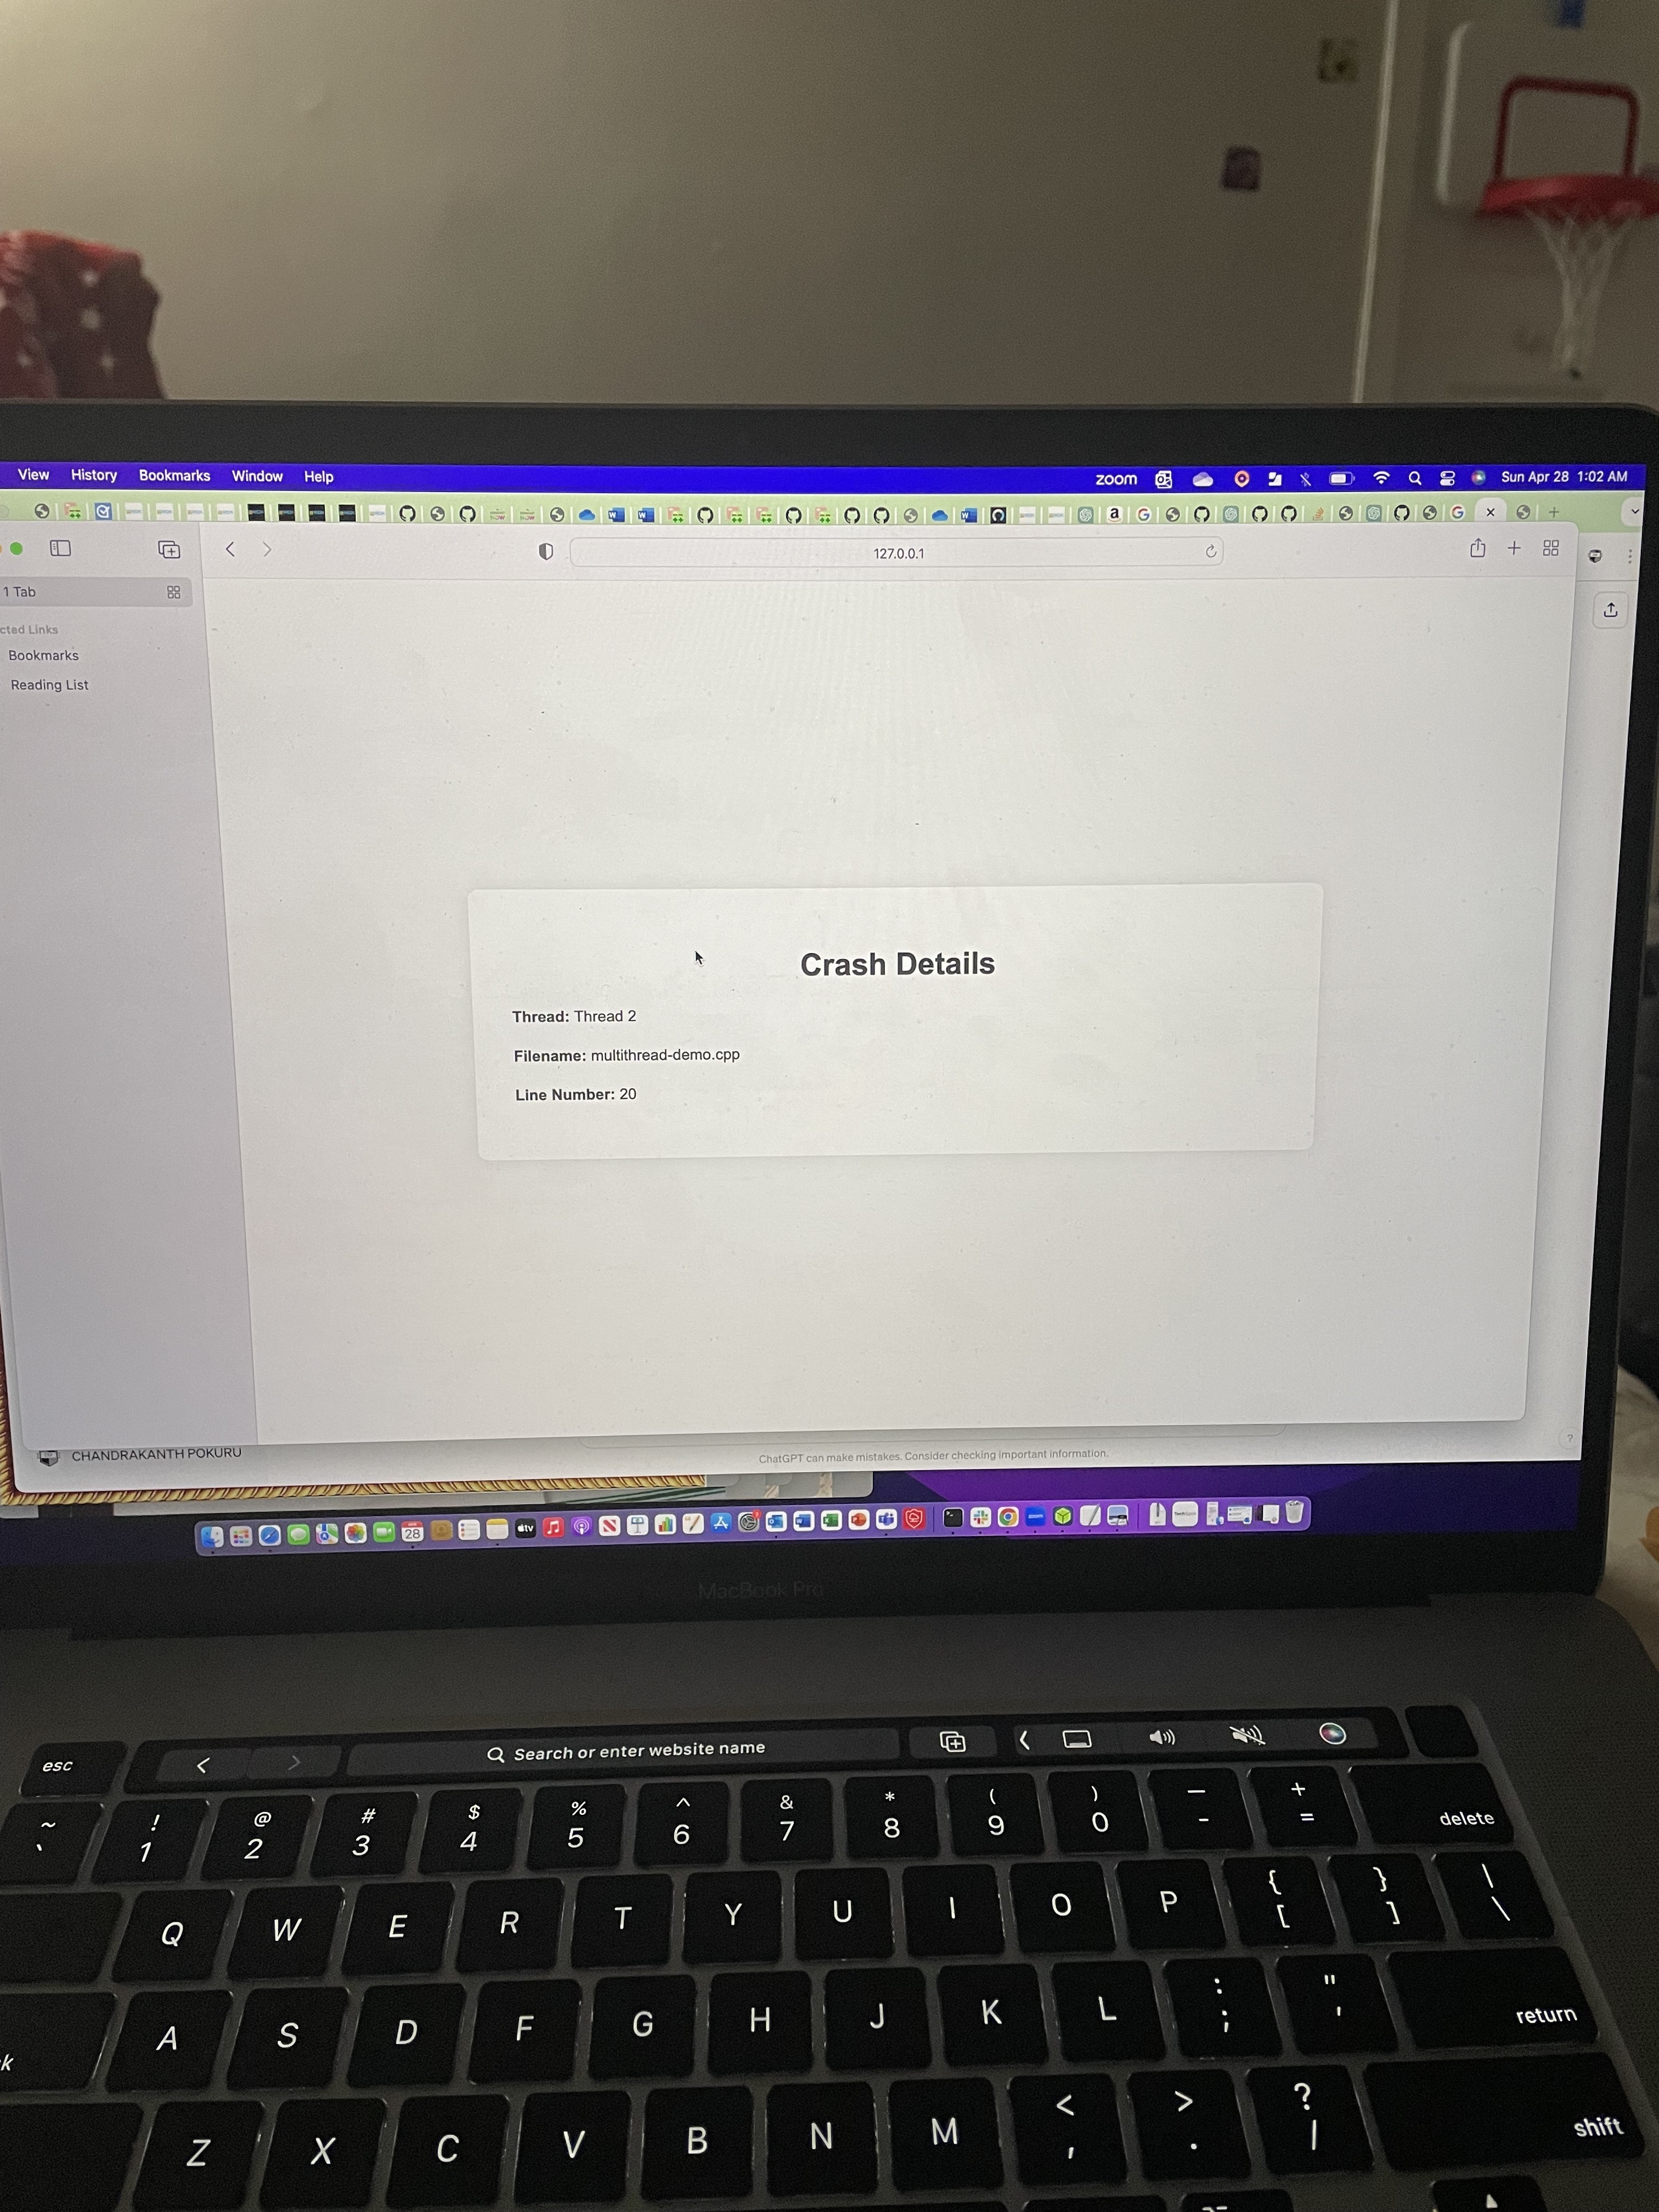 View History Bookmarks Window Help zoom Sun Apr 28 1:02 AM
127.0.0.1
1 Tab
cted Links
Bookmarks
Reading List
Crash Details
Thread: Thread 2
Filename: multithread-demo.cpp
Line Number: 20
CHANDRAKANTH POKURU
ChatGPT can make mistakes. Consider checking important information.
?
28 tv
MacBook Pro
esc Search or enter website name
~ ! @ # $ % ^ & * ( ) — +
` 1 2 3 4 5 6 7 8 9 0 - = delete
Q W E R T Y U I O P { [ } ] | \
A S D F G H J K L : ; " ' return
k
Z X C V B N M < , > . ? / shift